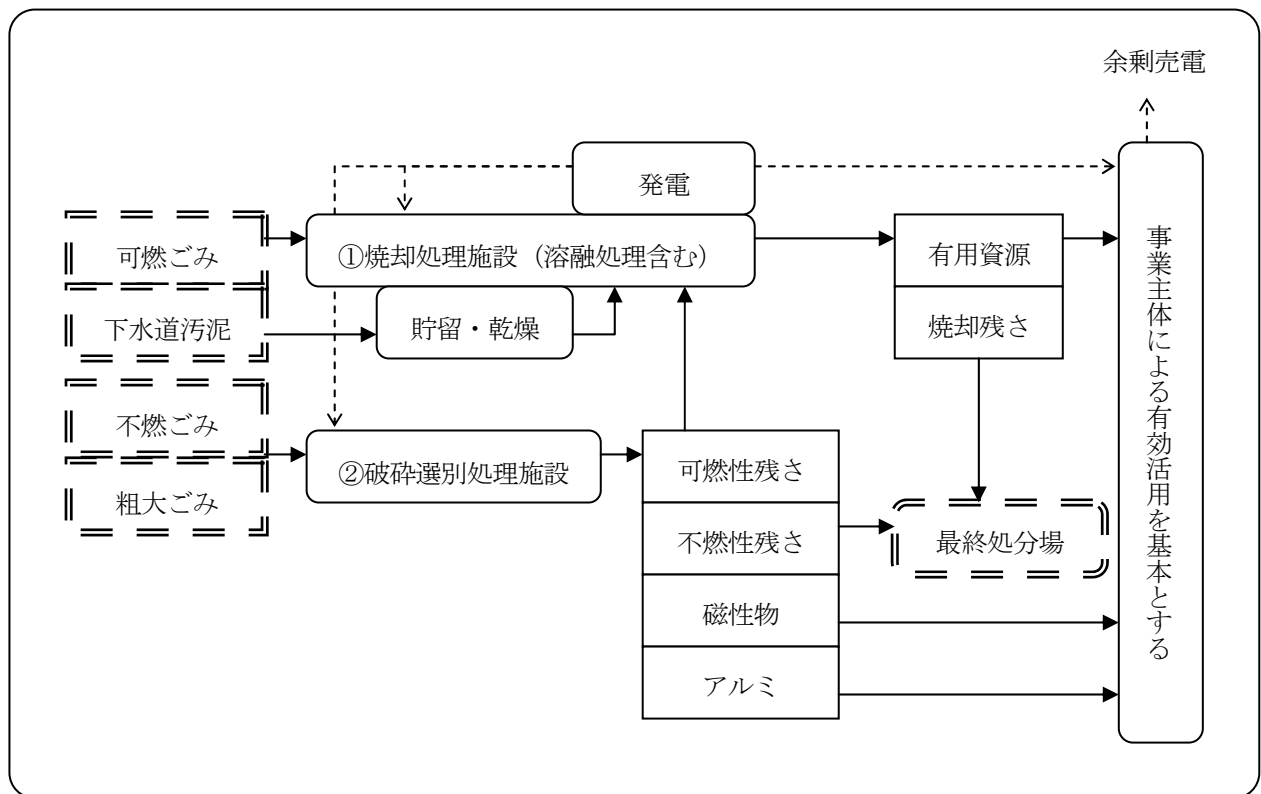 余剰売電
発電
可燃ごみ
①焼却処理施設（溶融処理含む）
有用資源
下水道汚泥
貯留・乾燥
焼却残さ
不燃ごみ
粗大ごみ
②破砕選別処理施設
可燃性残さ
不燃性残さ
磁性物
アルミ
最終処分場
事業主体による有効活用を基本とする